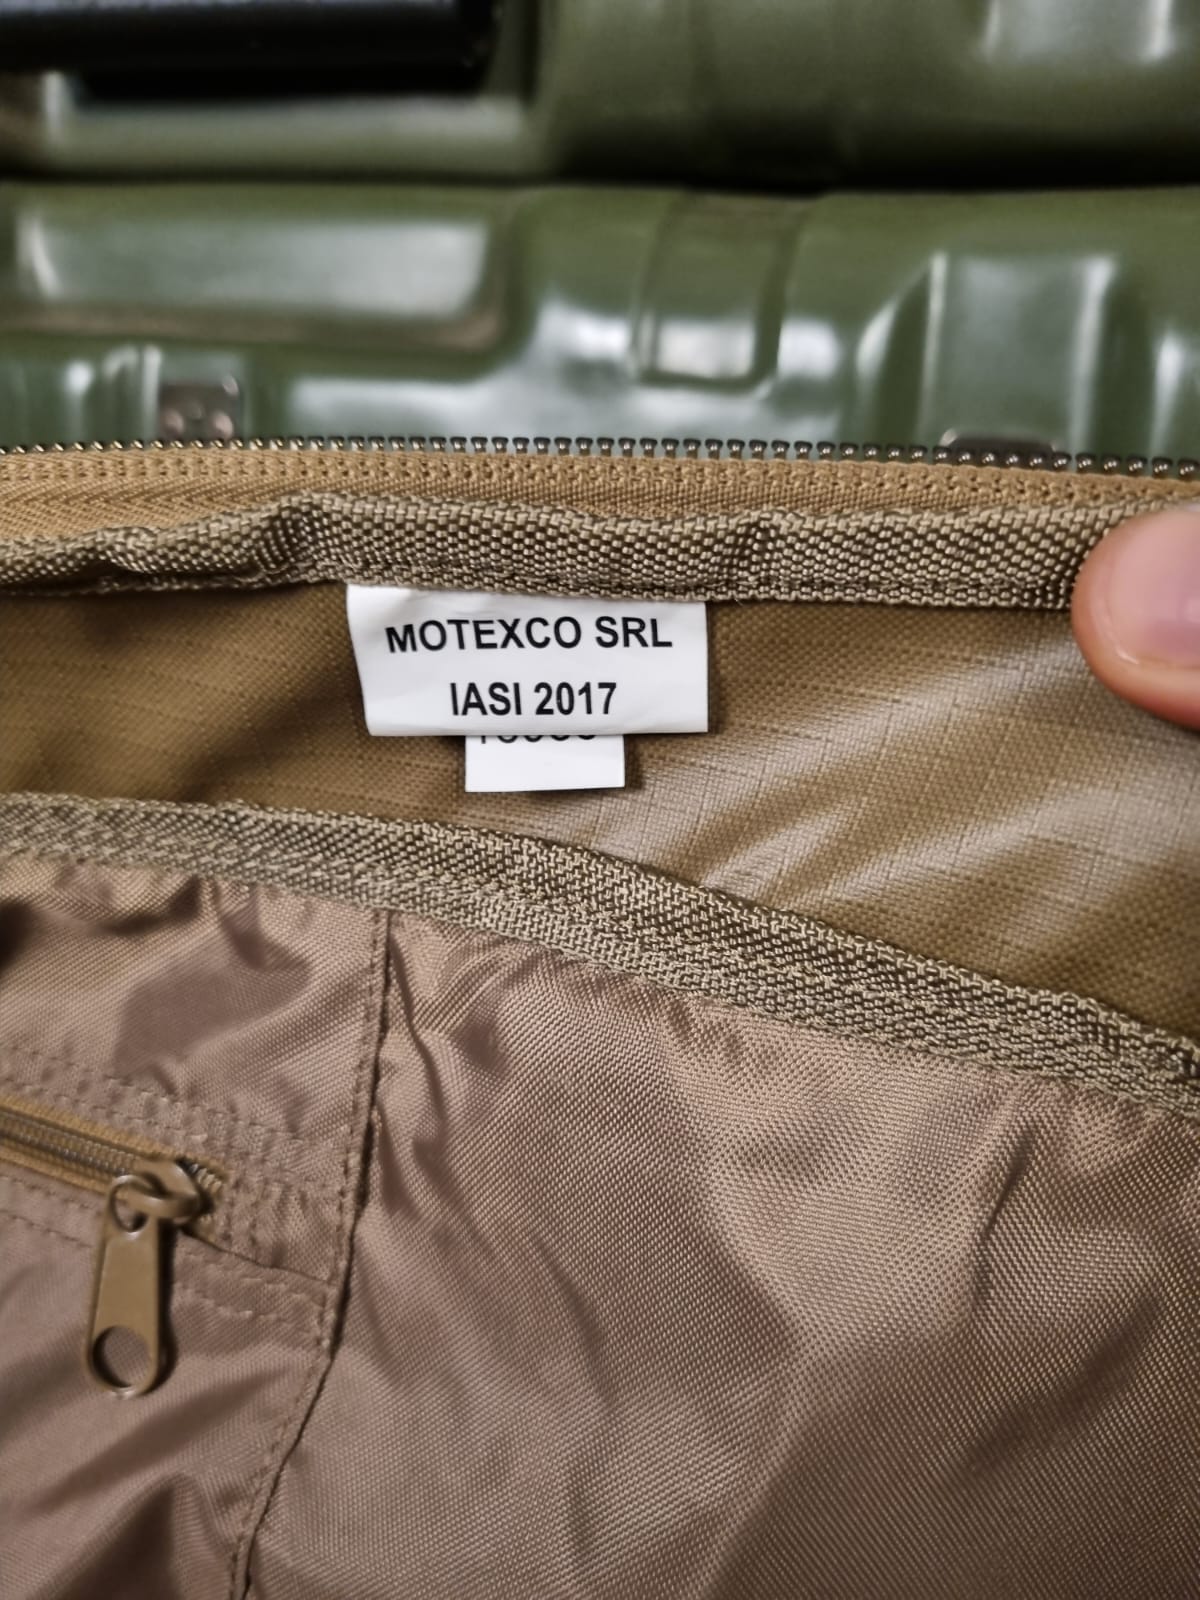 MOTEXCO SRL
IASI 2017